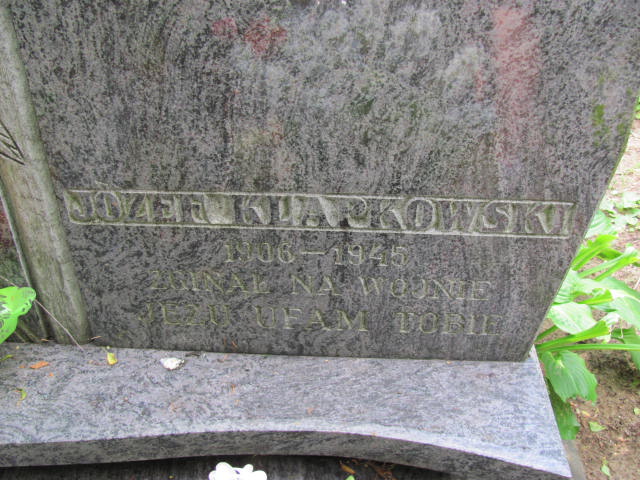 JÓZEF
1906—1945
ZGINĄŁ NA WOJNIE
JEZU UFAM TOBIE